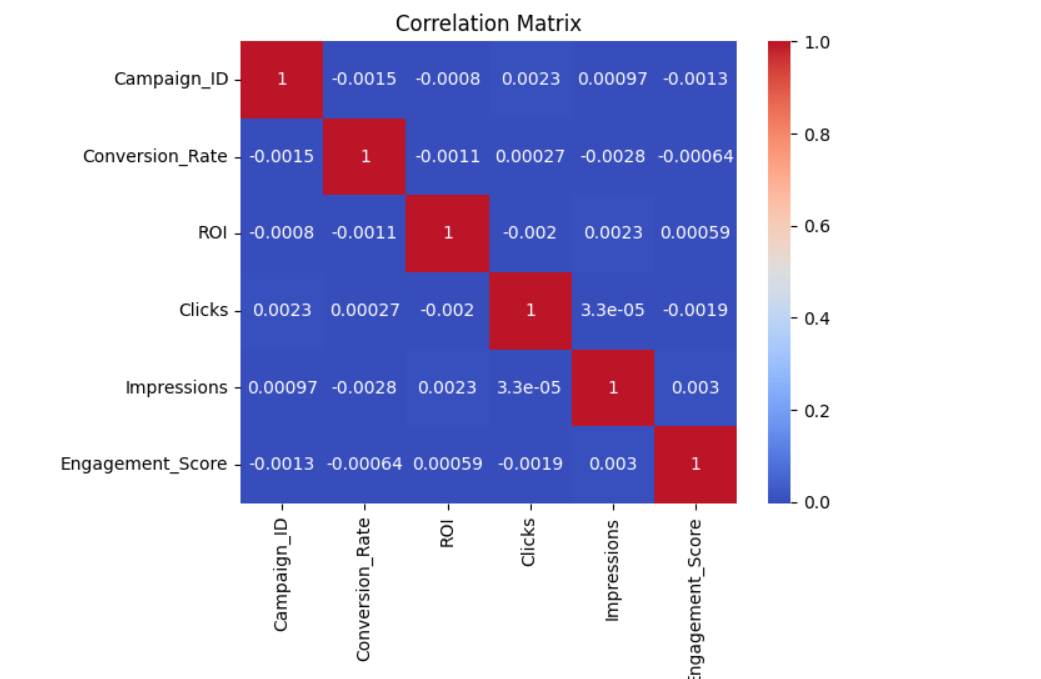 Correlation Matrix
Campaign_ID 1 -0.0015 -0.0008 0.0023 0.00097 -0.0013
Conversion_Rate -0.0015 1 -0.0011 0.00027 -0.0028 -0.00064
ROI -0.0008 -0.0011 1 -0.002 0.0023 0.00059
Clicks 0.0023 0.00027 -0.002 1 3.3e-05 -0.0019
Impressions 0.00097 -0.0028 0.0023 3.3e-05 1 0.003
Engagement_Score -0.0013 -0.00064 0.00059 -0.0019 0.003 1
Campaign_ID
Conversion_Rate
ROI
Clicks
Impressions
Engagement_Score
1.0
0.8
0.6
0.4
0.2
0.0